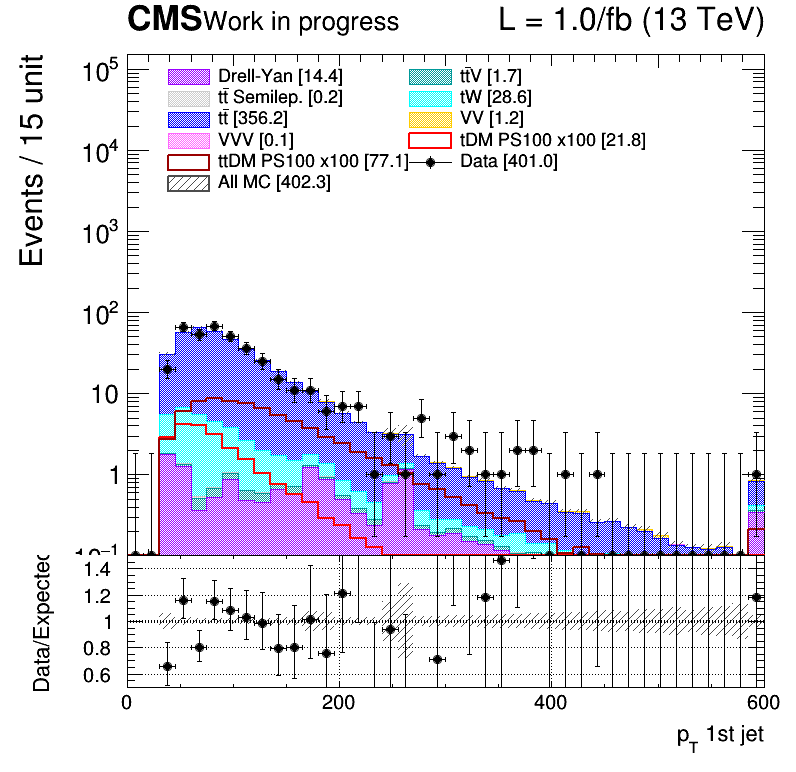 CMS Work in progress L = 1.0/fb (13 TeV)
Events / 15 unit
10^5
10^4
10^3
10^2
10
1
10^−1
Drell-Yan [14.4]
tt̄V [1.7]
tt̄ Semilep. [0.2]
tW [28.6]
tt̄ [356.2]
VV [1.2]
VVV [0.1]
tDM PS100 x100 [21.8]
ttDM PS100 x100 [77.1]
Data [401.0]
All MC [402.3]
Data/Expected
1.4
1.2
1
0.8
0.6
0 200 400 600
p_T 1st jet